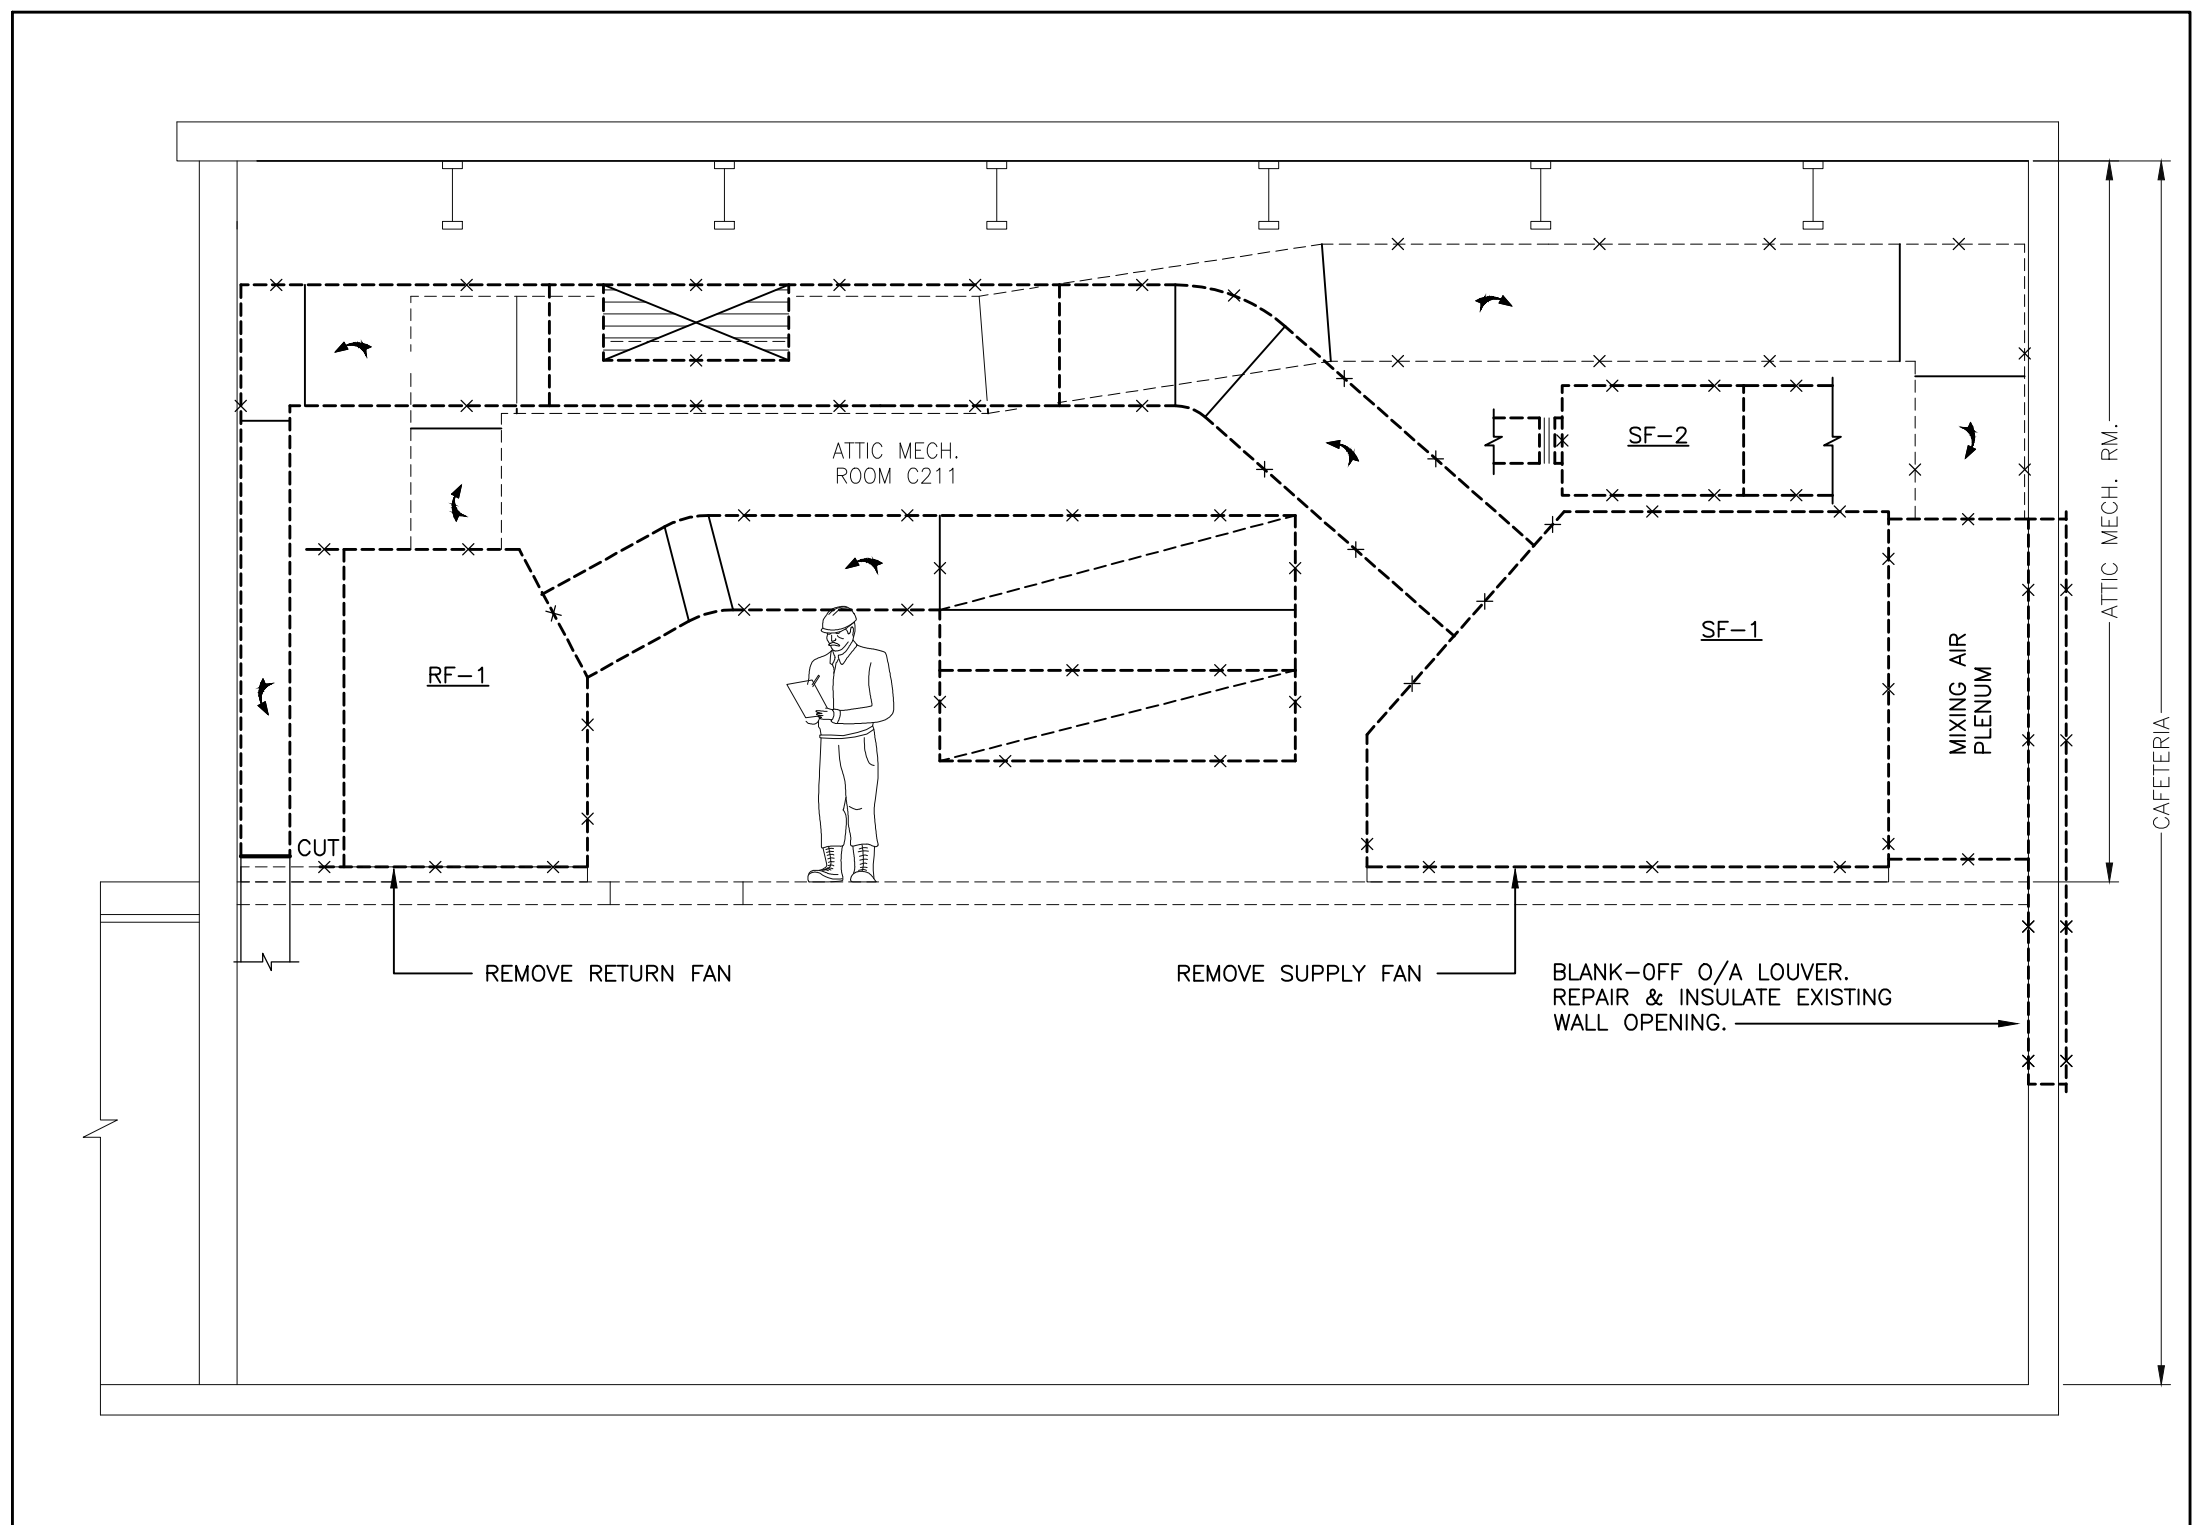 ATTIC MECH.
ROOM C211
SF-2
SF-1
RF-1
MIXING AIR
PLENUM
ATTIC MECH. RM.
CAFETERIA
CUT
REMOVE RETURN FAN
REMOVE SUPPLY FAN
BLANK-OFF O/A LOUVER.
REPAIR & INSULATE EXISTING
WALL OPENING.